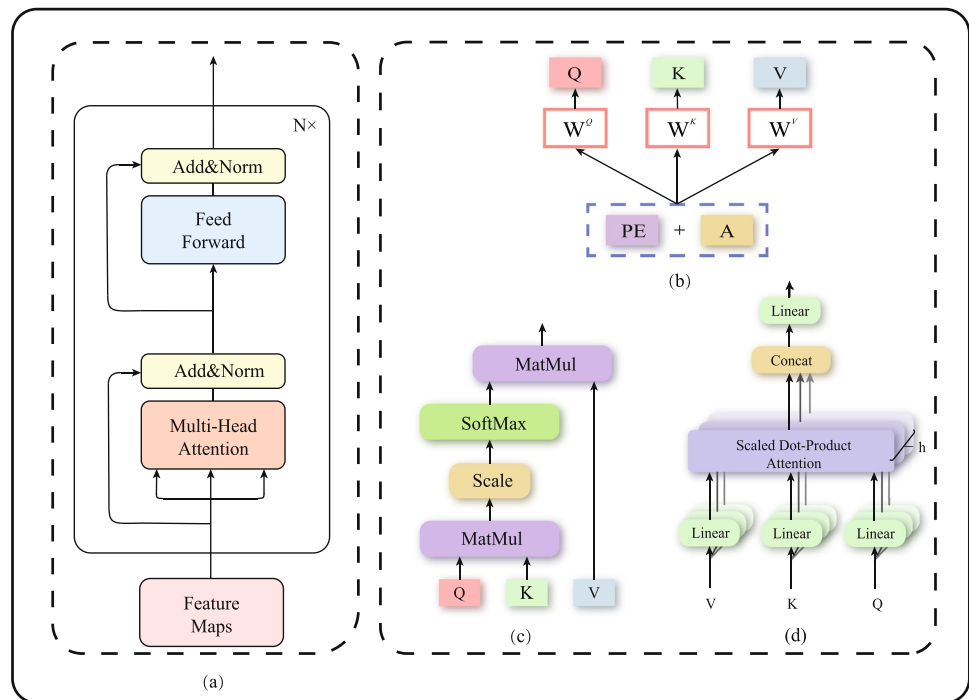 N×
Add&Norm
Feed
Forward
Add&Norm
Multi-Head
Attention
Feature
Maps
(a)
Q K V
W^Q W^K W^V
PE + A
(b)
MatMul
SoftMax
Scale
MatMul
Q K V
(c)
Linear
Concat
Scaled Dot-Product
Attention
h
Linear Linear Linear
V K Q
(d)